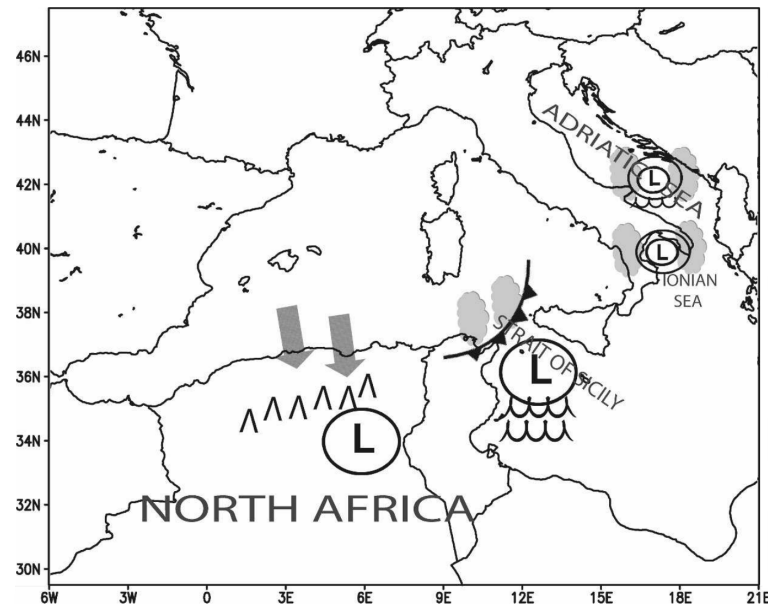 46N
44N
42N
40N
38N
36N
34N
32N
30N
6W
3W
0
3E
6E
9E
12E
15E
18E
21E
ADRIATIC SEA
L
L
IONIAN
SEA
STRAIT OF SICILY
L
L
NORTH AFRICA